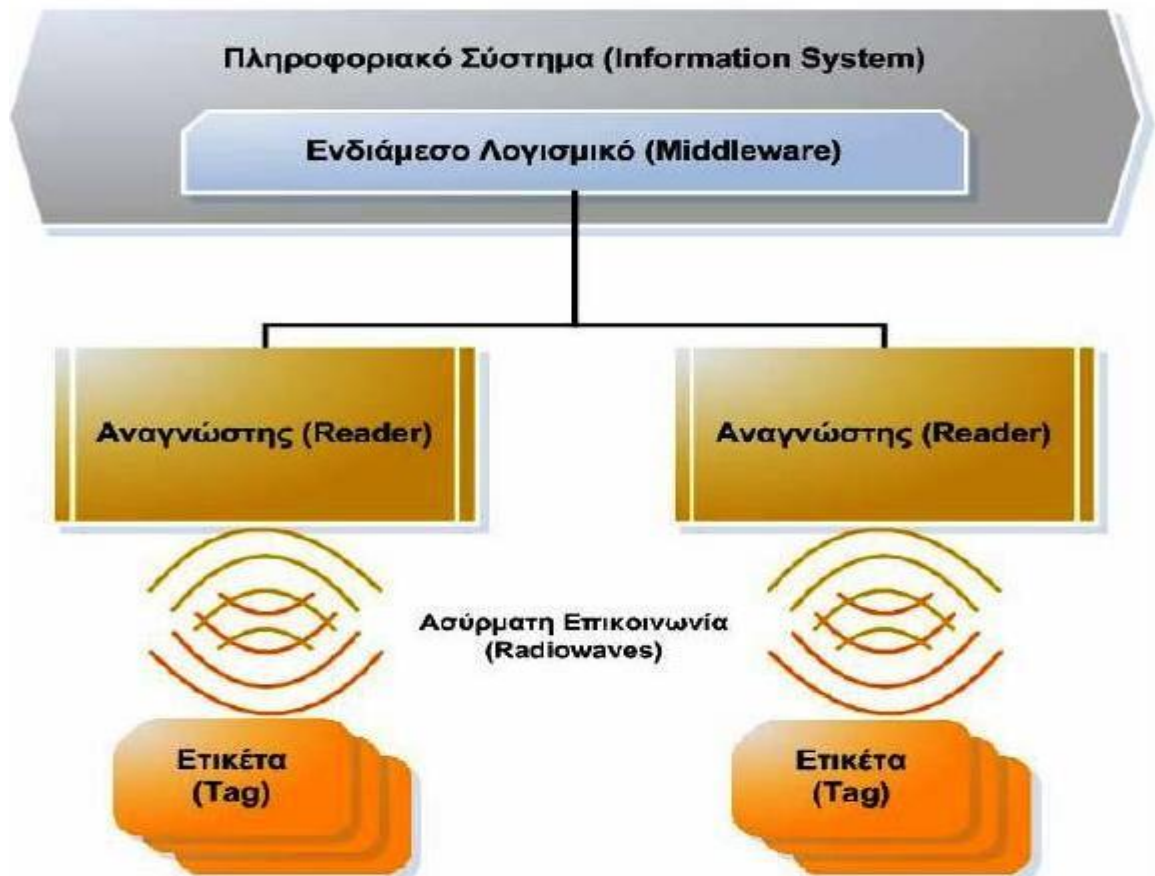 Πληροφοριακό Σύστημα (Information System)
Ενδιάμεσο Λογισμικό (Middleware)
Αναγνώστης (Reader)
Αναγνώστης (Reader)
Ασύρματη Επικοινωνία
(Radiowaves)
Ετικέτα
(Tag)
Ετικέτα
(Tag)